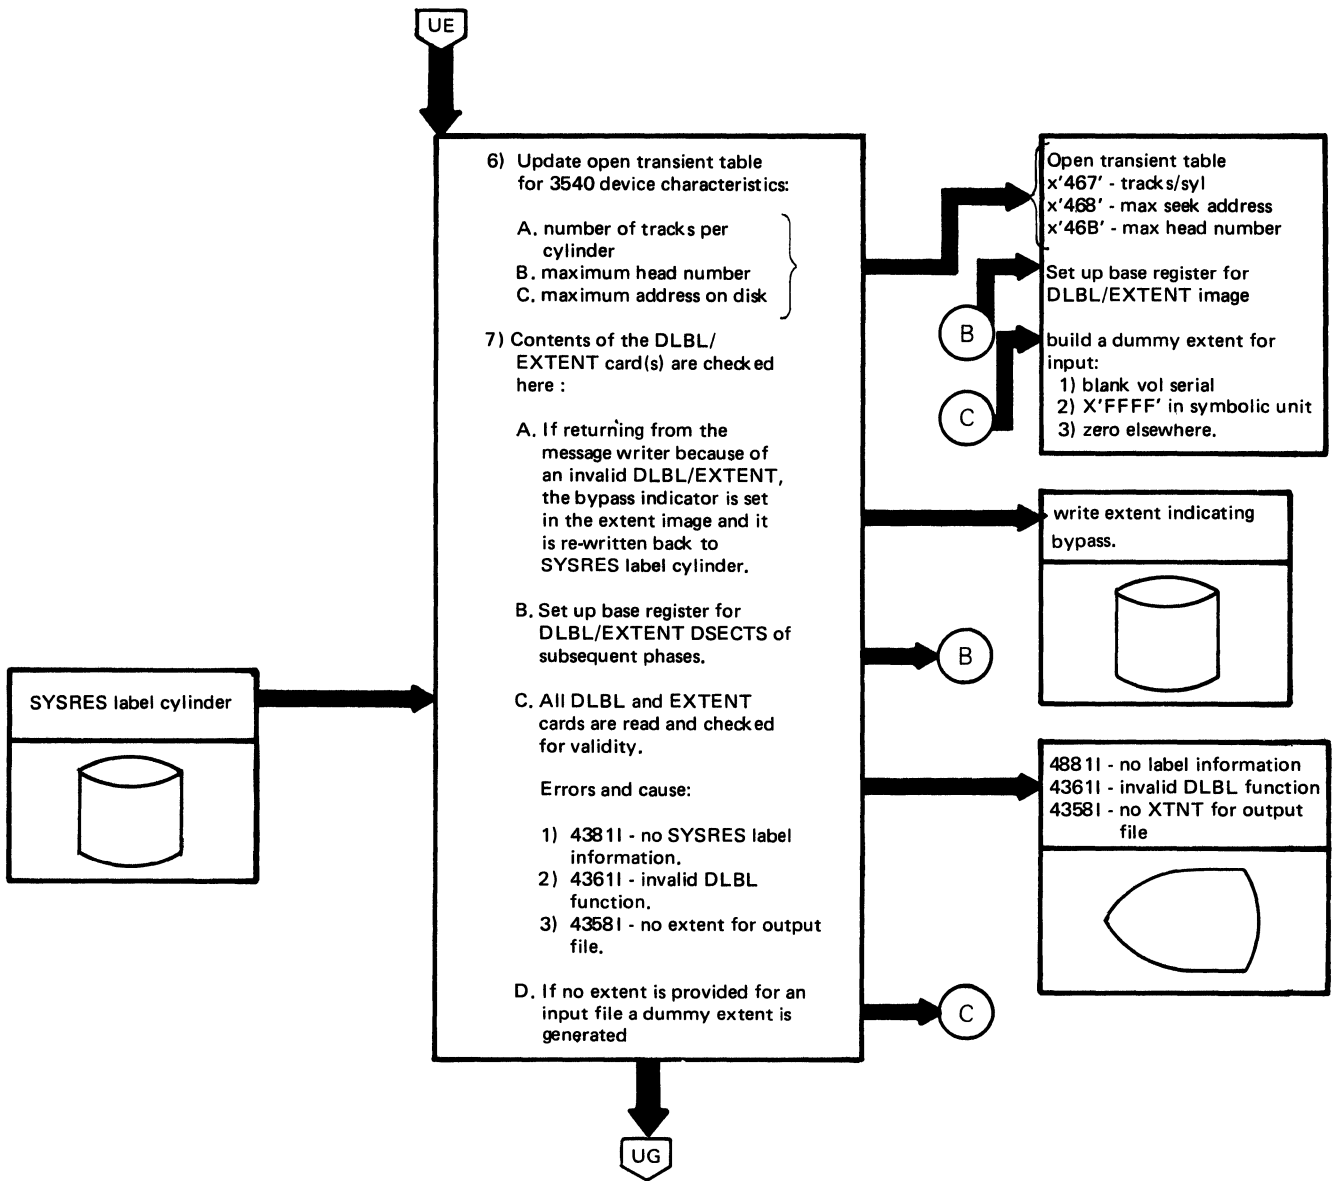 UE
6) Update open transient table
for 3540 device characteristics:
A. number of tracks per
cylinder
B. maximum head number
C. maximum address on disk
7) Contents of the DLBL/
EXTENT card(s) are checked
here :
A. If returning from the
message writer because of
an invalid DLBL/EXTENT,
the bypass indicator is set
in the extent image and it
is re-written back to
SYSRES label cylinder.
B. Set up base register for
DLBL/EXTENT DSECTS of
subsequent phases.
C. All DLBL and EXTENT
cards are read and checked
for validity.
Errors and cause:
1) 4381I - no SYSRES label
information.
2) 4361I - invalid DLBL
function.
3) 4358I - no extent for output
file.
D. If no extent is provided for an
input file a dummy extent is
generated
SYSRES label cylinder
Open transient table
x'467' - tracks/syl
x'468' - max seek address
x'46B' - max head number
Set up base register for
DLBL/EXTENT image
B
build a dummy extent for
input:
1) blank vol serial
2) X'FFFF' in symbolic unit
3) zero elsewhere.
C
write extent indicating
bypass.
B
4881I - no label information
4361I - invalid DLBL function
4358I - no XTNT for output
file
C
UG